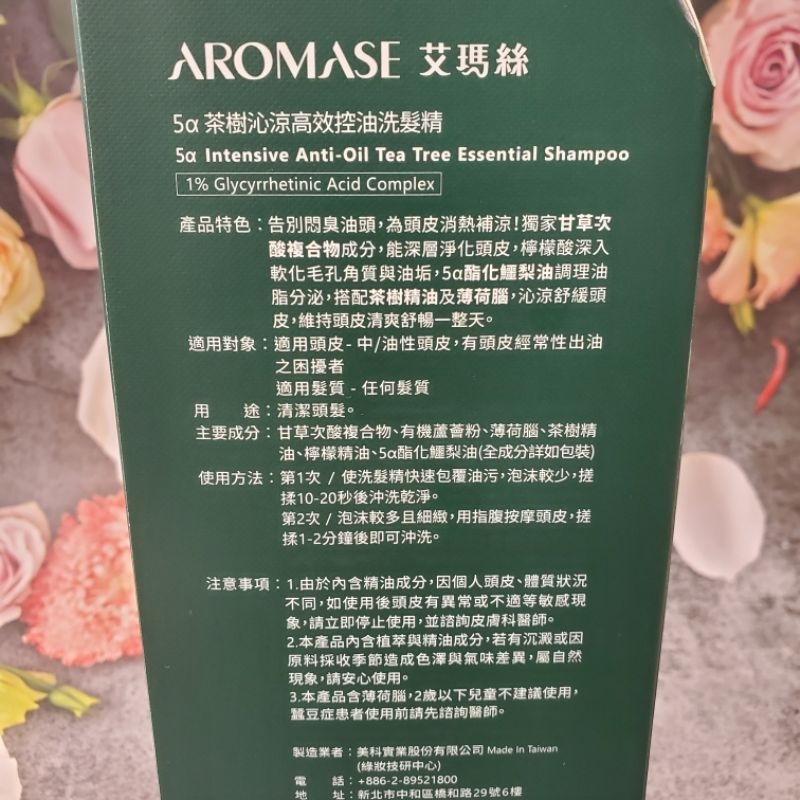 AROMASE 艾瑪絲
5α 茶樹沁涼高效控油洗髮精
5α Intensive Anti-Oil Tea Tree Essential Shampoo
1% Glycyrrhetinic Acid Complex
產品特色：告別悶臭油頭，為頭皮消熱補涼！獨家甘草次
酸複合物成分，能深層淨化頭皮，檸檬酸深入
軟化毛孔角質與油垢，5α酯化鱷梨油調理油
脂分泌，搭配茶樹精油及薄荷腦，沁涼舒緩頭
皮，維持頭皮清爽舒暢一整天。
適用對象：適用頭皮- 中/油性頭皮，有頭皮經常性出油
之困擾者
適用髮質 - 任何髮質
用　　途：清潔頭髮。
主要成分：甘草次酸複合物、有機蘆薈粉、薄荷腦、茶樹精
油、檸檬精油、5α酯化鱷梨油(全成分詳如包裝)
使用方法：第1次 / 使洗髮精快速包覆油污，泡沫較少，搓
揉10-20秒後沖洗乾淨。
第2次 / 泡沫較多且細緻，用指腹按摩頭皮，搓
揉1-2分鐘後即可沖洗。
注意事項：1.由於內含精油成分，因個人頭皮、體質狀況
不同，如使用後頭皮有異常或不適等敏感現
象，請立即停止使用，並諮詢皮膚科醫師。
2.本產品內含植萃與精油成分，若有沉澱或因
原料採收季節造成色澤與氣味差異，屬自然
現象，請安心使用。
3.本產品含薄荷腦，2歲以下兒童不建議使用，
蠶豆症患者使用前請先諮詢醫師。
製造業者：美科實業股份有限公司 Made in Taiwan
(綠妝技研中心)
電　　話：+886-2-89521800
地　　址：新北市中和區橋和路29號6樓